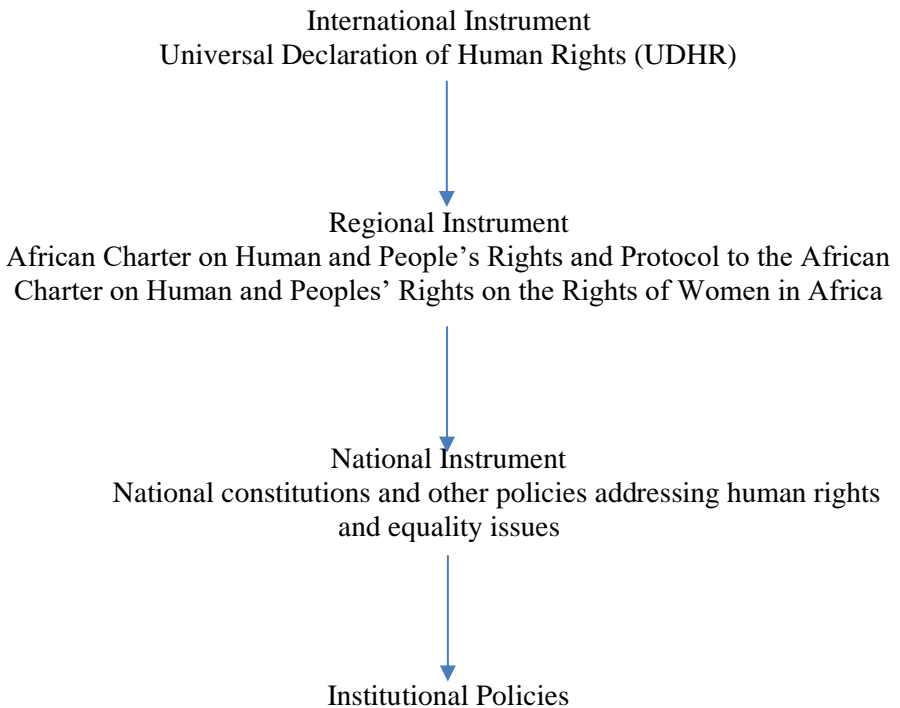 International Instrument
Universal Declaration of Human Rights (UDHR)
Regional Instrument
African Charter on Human and People’s Rights and Protocol to the African
Charter on Human and Peoples’ Rights on the Rights of Women in Africa
National Instrument
National constitutions and other policies addressing human rights
and equality issues
Institutional Policies